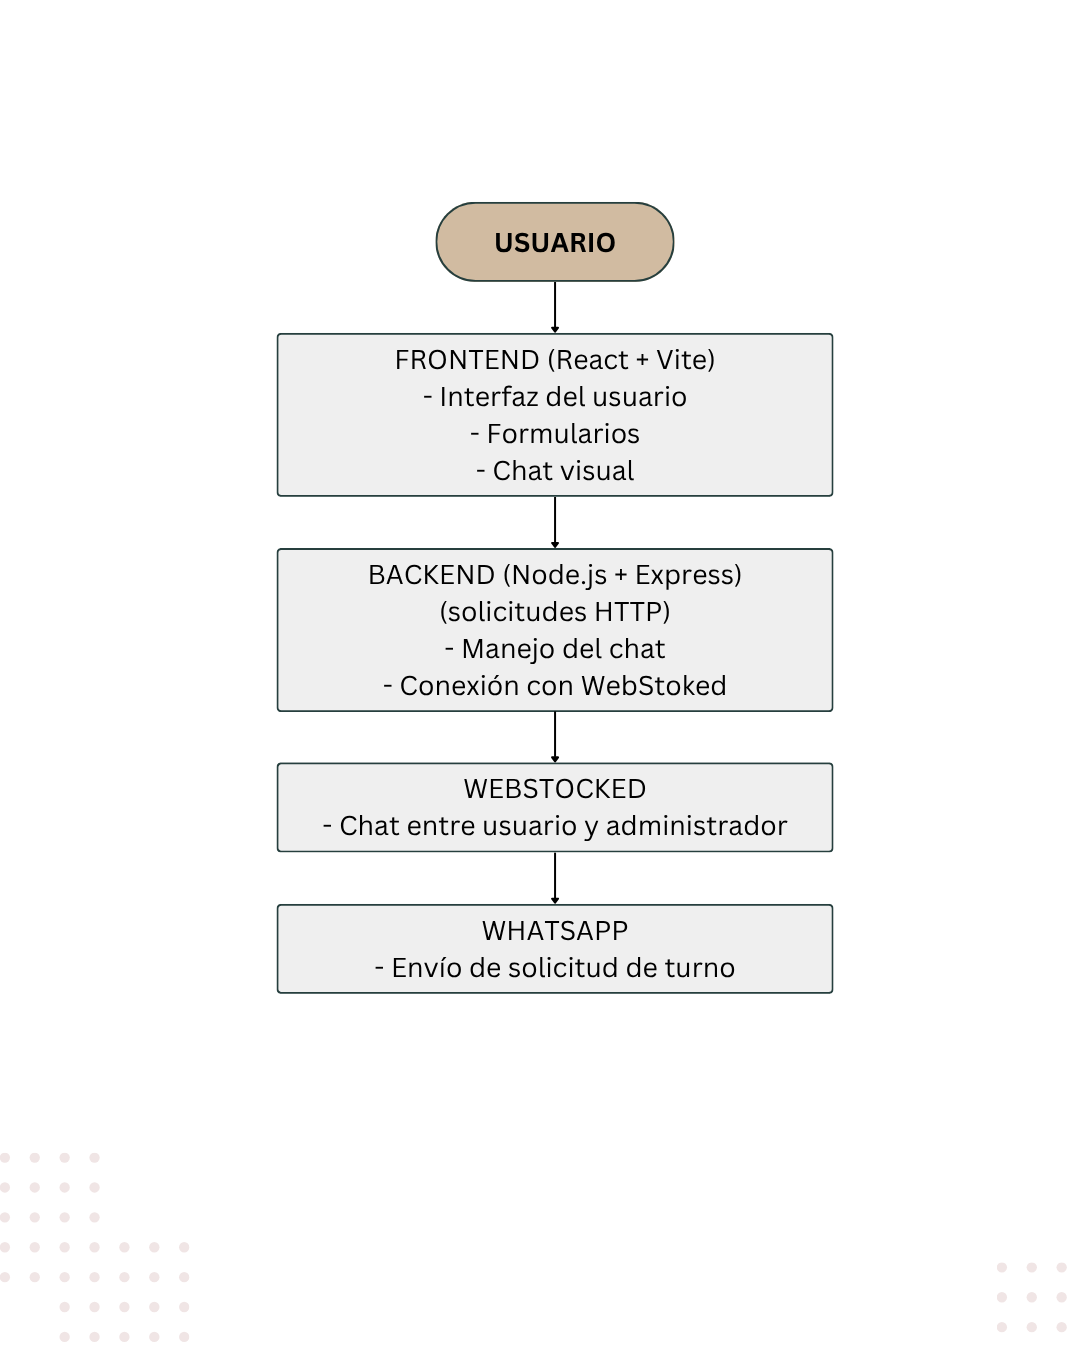 USUARIO
FRONTEND (React + Vite)
- Interfaz del usuario
- Formularios
- Chat visual
BACKEND (Node.js + Express)
(solicitudes HTTP)
- Manejo del chat
- Conexión con WebStoked
WEBSTOCKED
- Chat entre usuario y administrador
WHATSAPP
- Envío de solicitud de turno